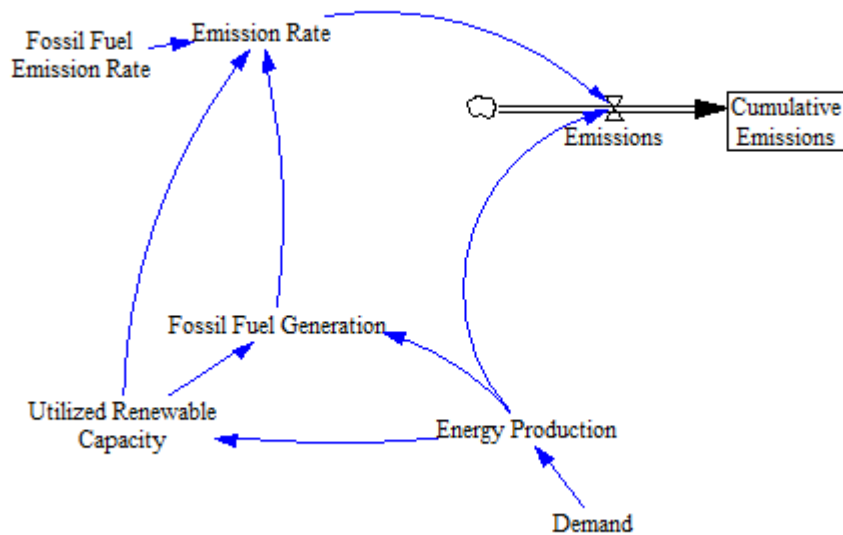 Emission Rate
Fossil Fuel
Emission Rate
Cumulative
Emissions
Emissions
Fossil Fuel Generation
Utilized Renewable
Capacity
Energy Production
Demand